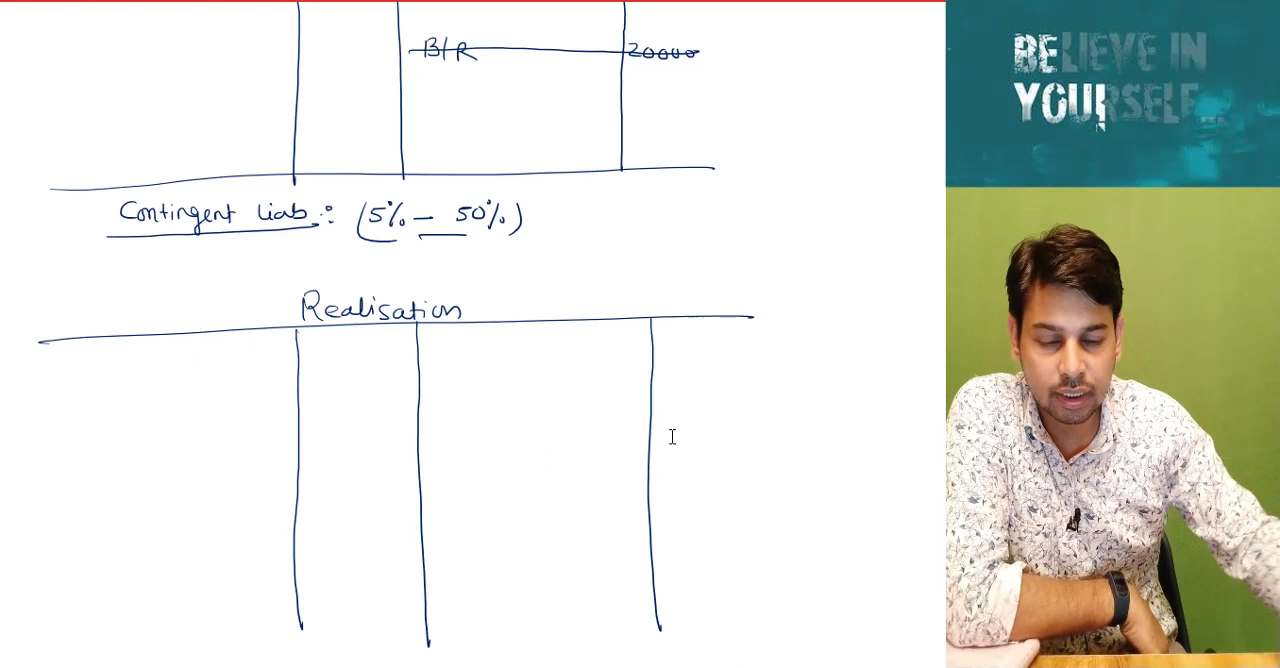 B/R 20000
Contingent Liab.: (5% – 50%)
Realisation
BELIEVE IN
YOURSELF...